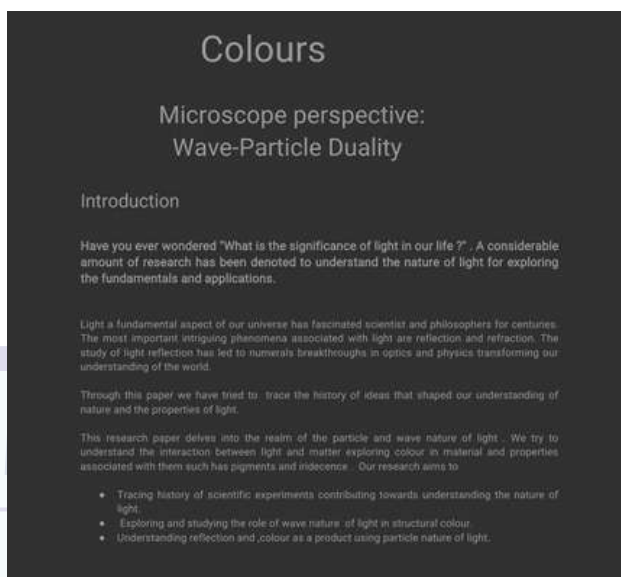 Colours
Microscope perspective:
Wave-Particle Duality
Introduction
Have you ever wondered "What is the significance of light in our life ?" . A considerable
amount of research has been denoted to understand the nature of light for exploring
the fundamentals and applications.
Light a fundamental aspect of our universe has fascinated scientist and philosophers for centuries.
The most important intriguing phenomena associated with light are reflection and refraction. The
study of light reflection has led to numerals breakthroughs in optics and physics transforming our
understanding of the world.
Through this paper we have tried to trace the history of ideas that shaped our understanding of
nature and the properties of light.
This research paper delves into the realm of the particle and wave nature of light . We try to
understand the interaction between light and matter exploring colour in material and properties
associated with them such has pigments and iridecence . Our research aims to
● Tracing history of scientific experiments contributing towards understanding the nature of
light.
● Exploring and studying the role of wave nature of light in structural colour.
● Understanding reflection and ,colour as a product using particle nature of light.